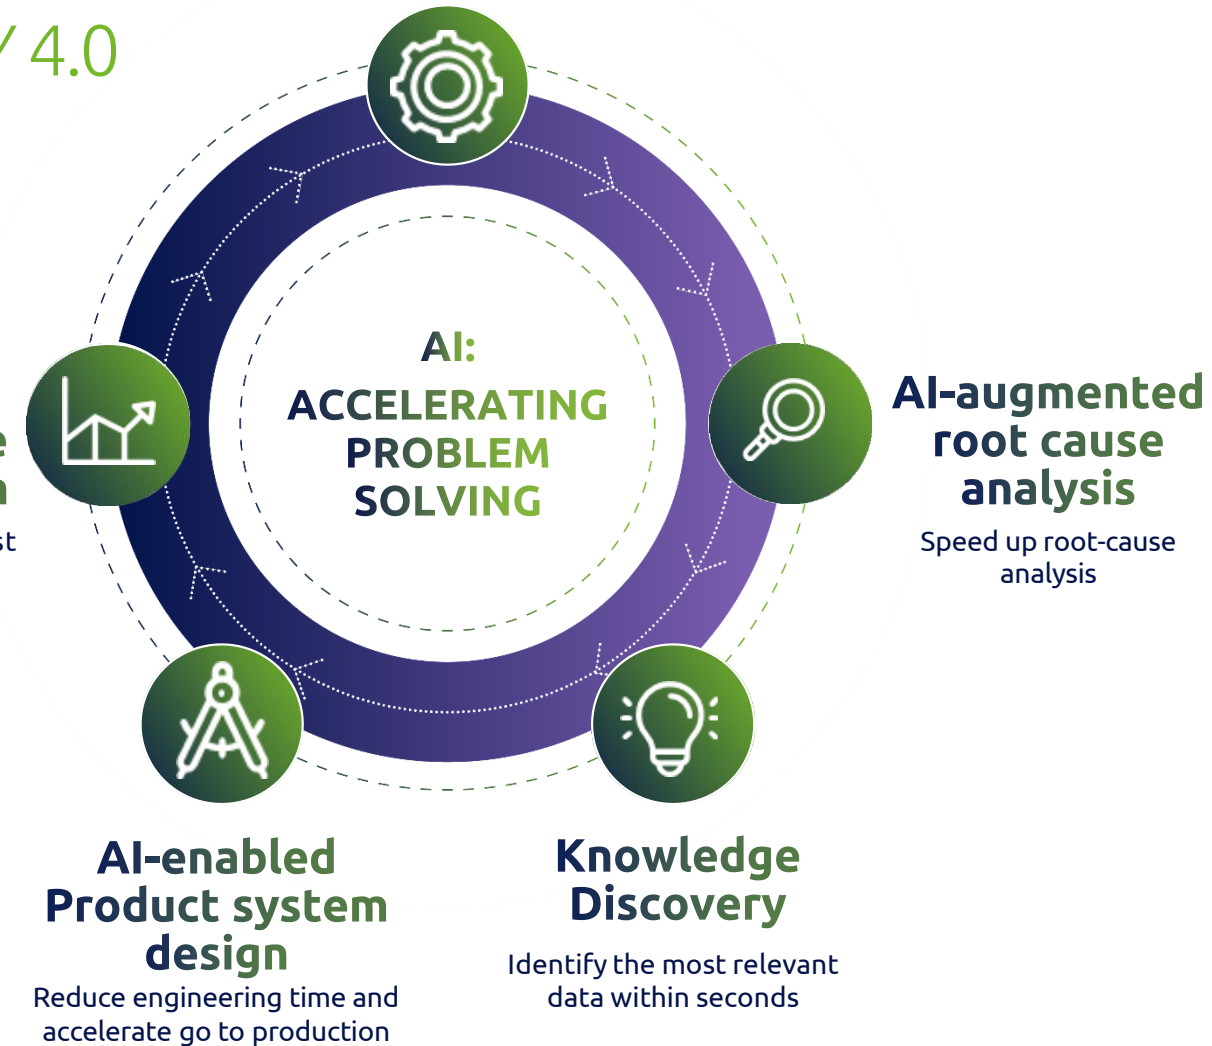 4.0
AI:
ACCELERATING
PROBLEM
SOLVING
AI-augmented
root cause
analysis
Speed up root-cause
analysis
AI-enabled
Product system
design
Reduce engineering time and
accelerate go to production
Knowledge
Discovery
Identify the most relevant
data within seconds